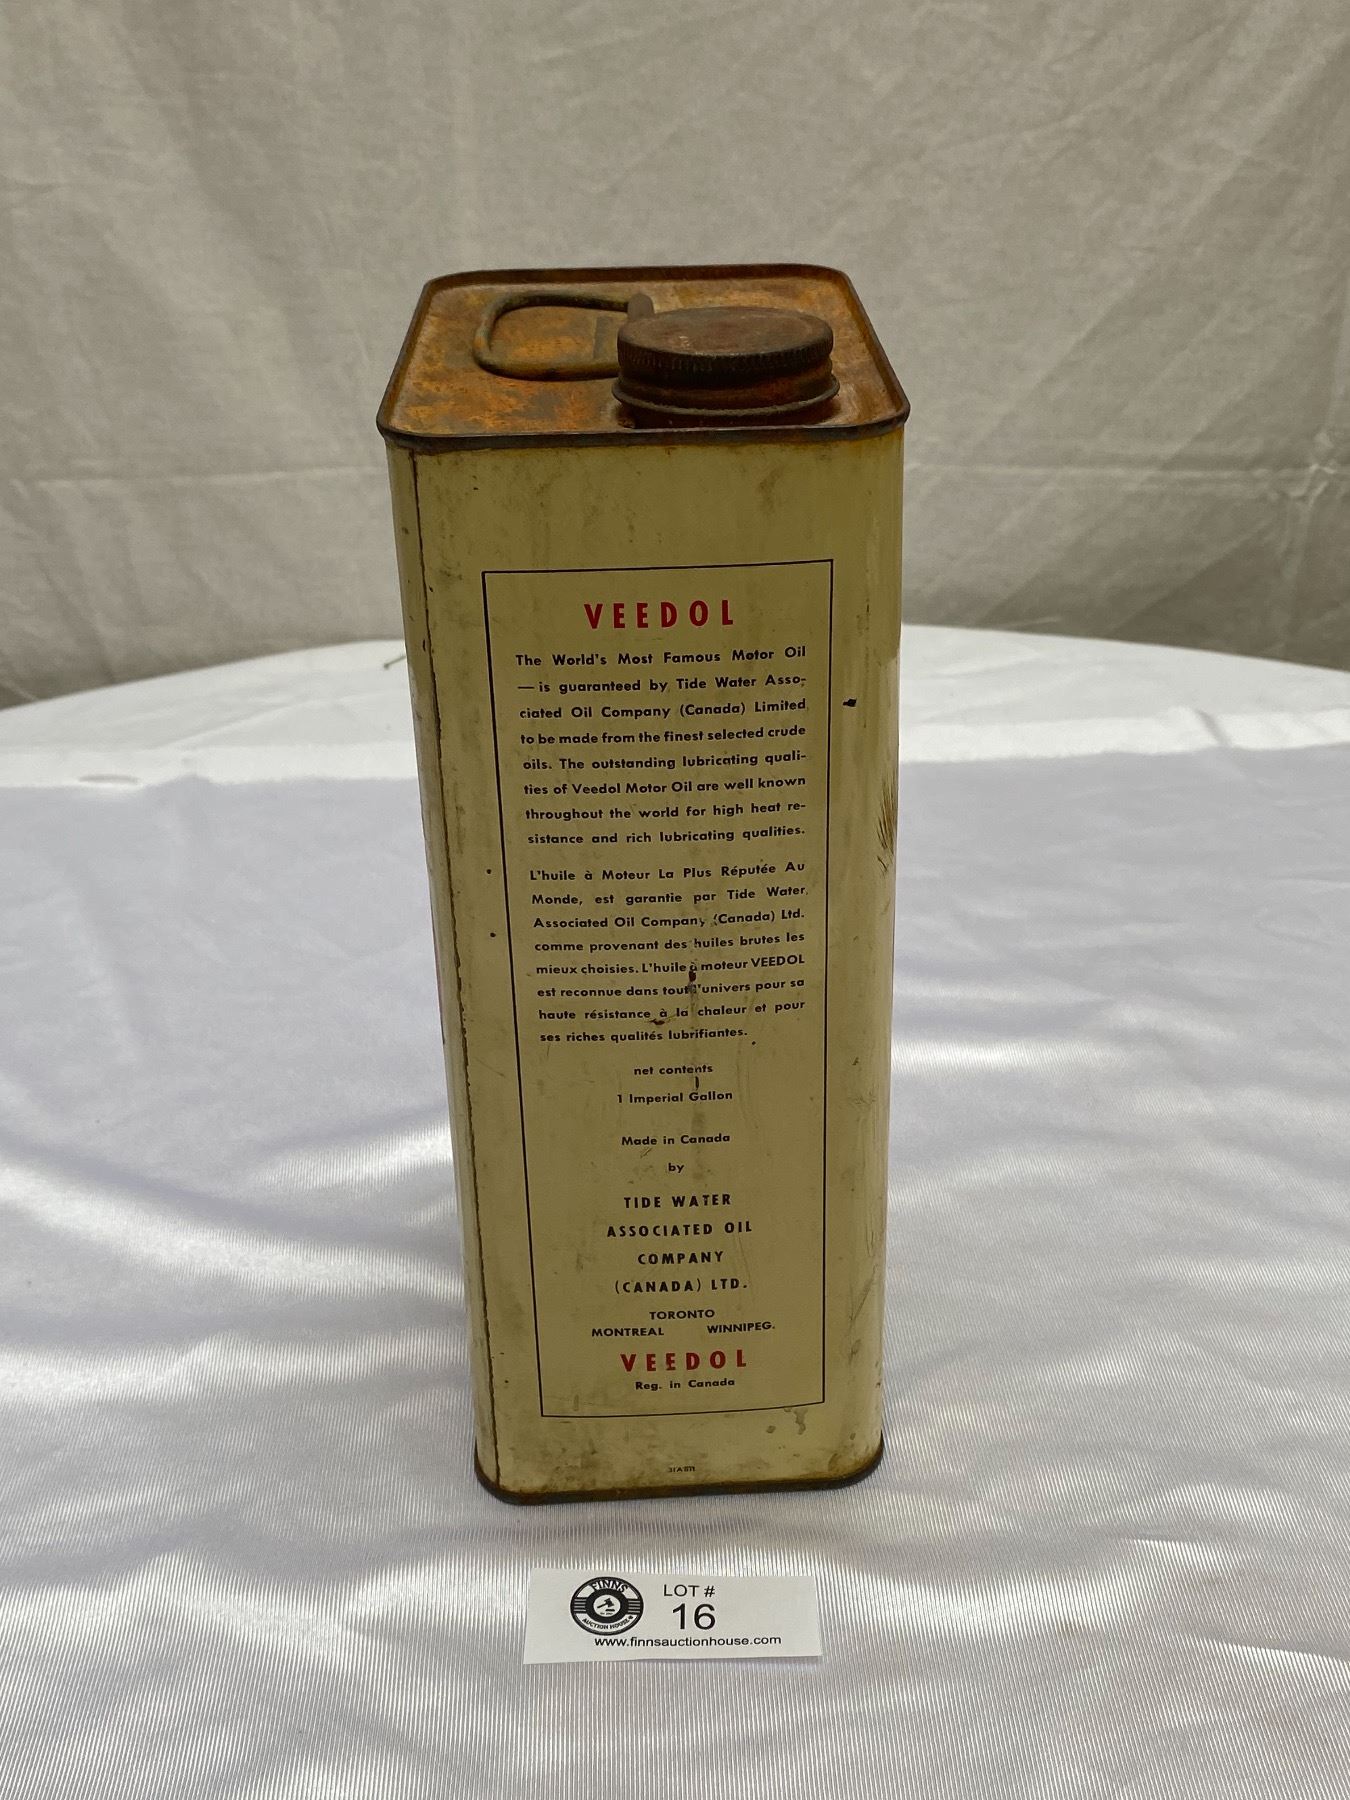 VEEDOL
The World's Most Famous Motor Oil
— is guaranteed by Tide Water Asso-
ciated Oil Company (Canada) Limited
to be made from the finest selected crude
oils. The outstanding lubricating quali-
ties of Veedol Motor Oil are well known
throughout the world for high heat re-
sistance and rich lubricating qualities.
L'huile à Moteur La Plus Réputée Au
Monde, est garantie par Tide Water
Associated Oil Company (Canada) Ltd.
comme provenant des huiles brutes les
mieux choisies. L'huile à moteur VEEDOL
est reconnue dans tout l'univers pour sa
haute résistance à la chaleur et pour
ses riches qualités lubrifiantes.
net contents
1 Imperial Gallon
Made in Canada
by
TIDE WATER
ASSOCIATED OIL
COMPANY
(CANADA) LTD.
TORONTO
MONTREAL WINNIPEG.
VEEDOL
Reg. in Canada
FINNS
AUCTION HOUSE
LOT #
16
www.finnsauctionhouse.com